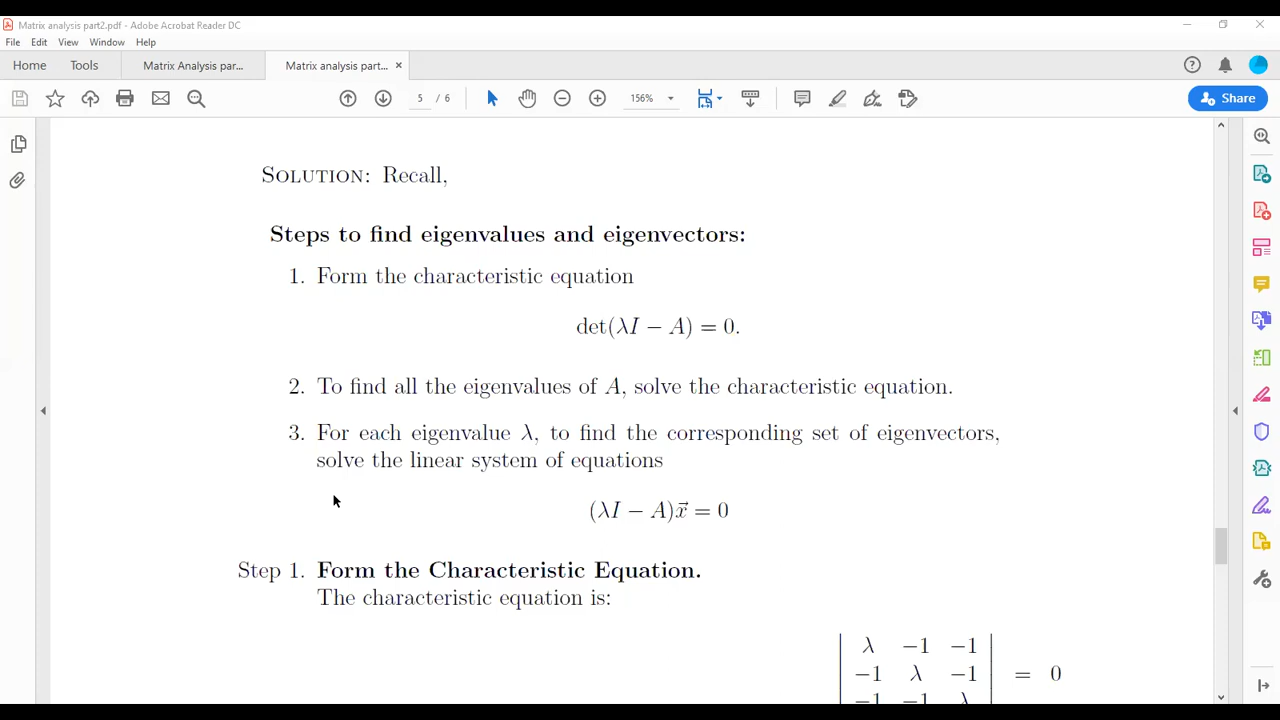 Matrix analysis part2.pdf - Adobe Acrobat Reader DC
File Edit View Window Help
Home Tools Matrix Analysis par... Matrix analysis part... ×
5 / 6 156% Share
SOLUTION: Recall,
Steps to find eigenvalues and eigenvectors:
1. Form the characteristic equation
det(λI − A) = 0.
2. To find all the eigenvalues of A, solve the characteristic equation.
3. For each eigenvalue λ, to find the corresponding set of eigenvectors,
solve the linear system of equations
(λI − A)x⃗ = 0
Step 1. Form the Characteristic Equation.
The characteristic equation is:
λ −1 −1
−1 λ −1 = 0
−1 −1 λ